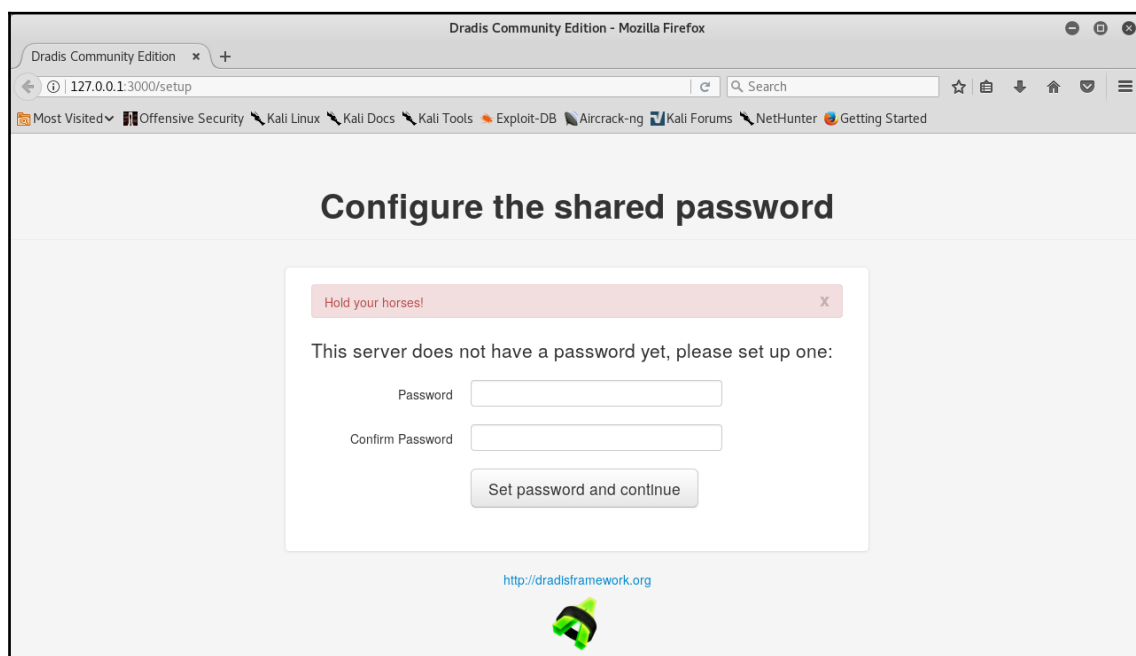 Dradis Community Edition - Mozilla Firefox
Dradis Community Edition × +
127.0.0.1:3000/setup Search
Most Visited Offensive Security Kali Linux Kali Docs Kali Tools Exploit-DB Aircrack-ng Kali Forums NetHunter Getting Started
Configure the shared password
Hold your horses! x
This server does not have a password yet, please set up one:
Password
Confirm Password
Set password and continue
http://dradisframework.org